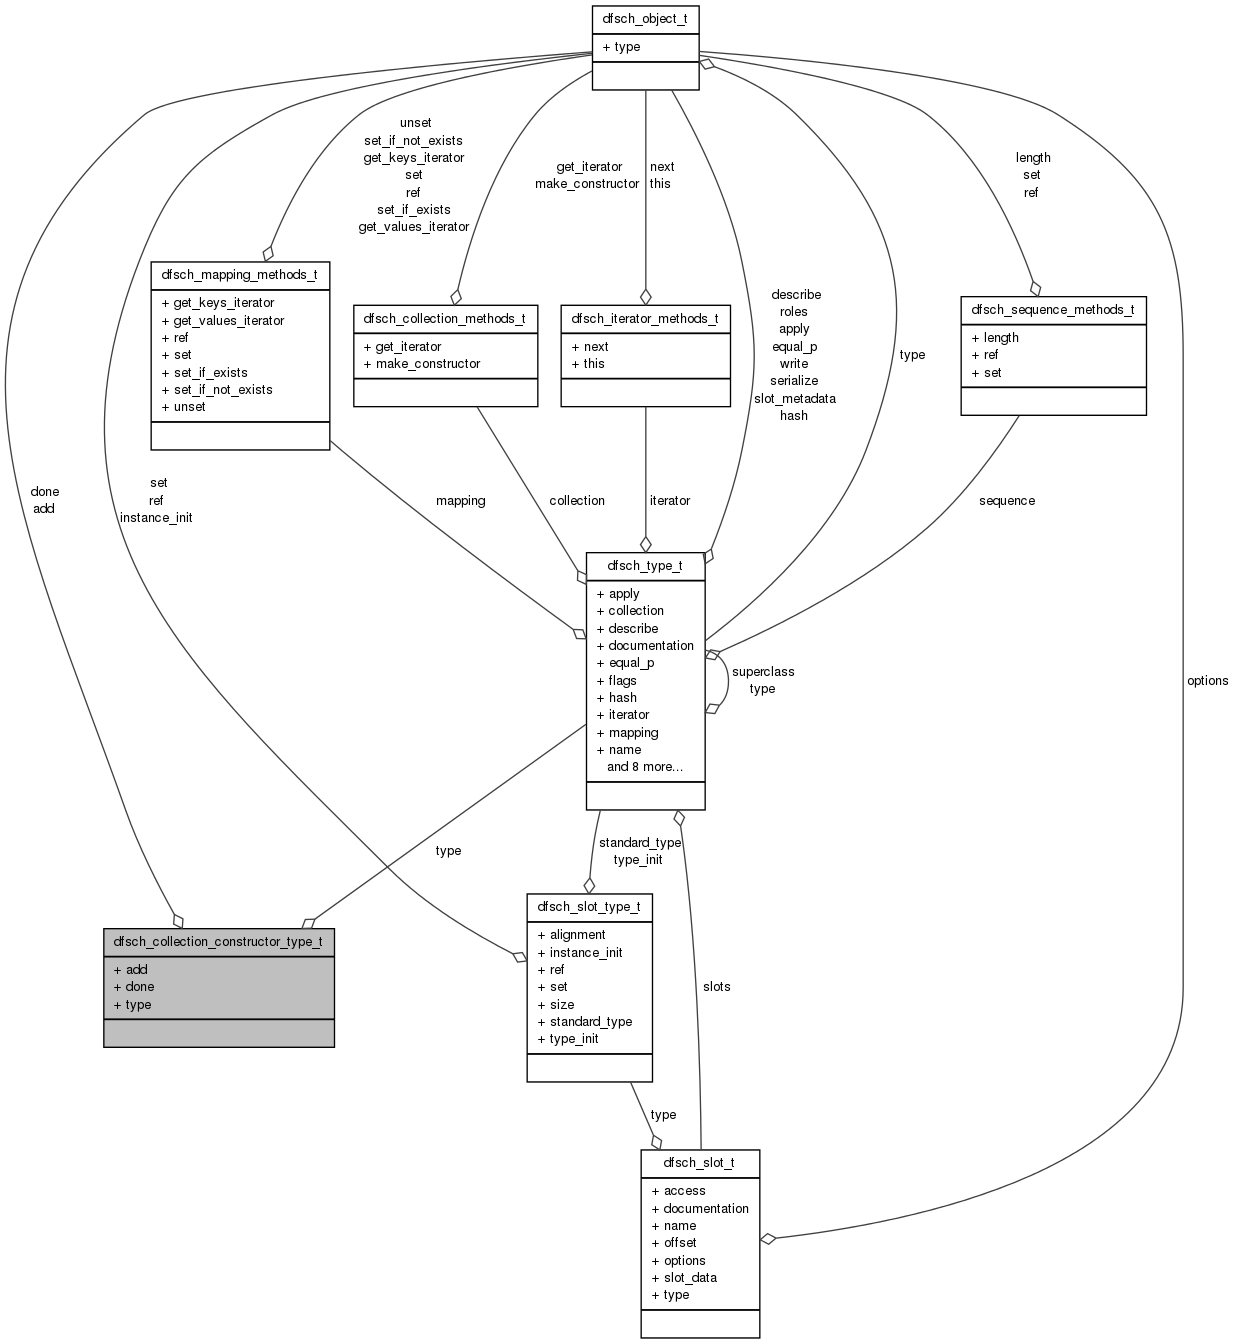 dfsch_object_t
+ type
unset
set_if_not_exists
get_keys_iterator
set
ref
set_if_exists
get_values_iterator
get_iterator
make_constructor
next
this
length
set
ref
describe
roles
apply
equal_p
write
serialize
slot_metadata
hash
type
dfsch_mapping_methods_t
+ get_keys_iterator
+ get_values_iterator
+ ref
+ set
+ set_if_exists
+ set_if_not_exists
+ unset
dfsch_collection_methods_t
+ get_iterator
+ make_constructor
dfsch_iterator_methods_t
+ next
+ this
dfsch_sequence_methods_t
+ length
+ ref
+ set
done
add
set
ref
instance_init
mapping
collection
iterator
sequence
dfsch_type_t
+ apply
+ collection
+ describe
+ documentation
+ equal_p
+ flags
+ hash
+ iterator
+ mapping
+ name
and 8 more...
superclass
type
options
type
standard_type
type_init
slots
dfsch_collection_constructor_type_t
+ add
+ done
+ type
dfsch_slot_type_t
+ alignment
+ instance_init
+ ref
+ set
+ size
+ standard_type
+ type_init
type
dfsch_slot_t
+ access
+ documentation
+ name
+ offset
+ options
+ slot_data
+ type